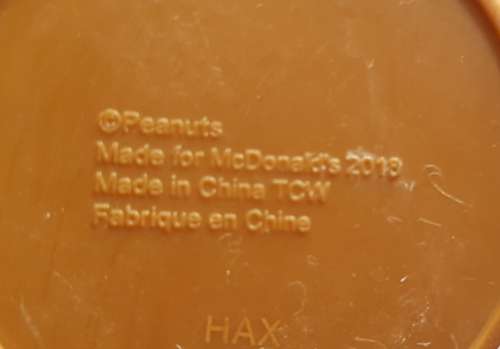 ©Peanuts
Made for McDonald's 2018
Made in China TCW
Fabrique en Chine
HAX